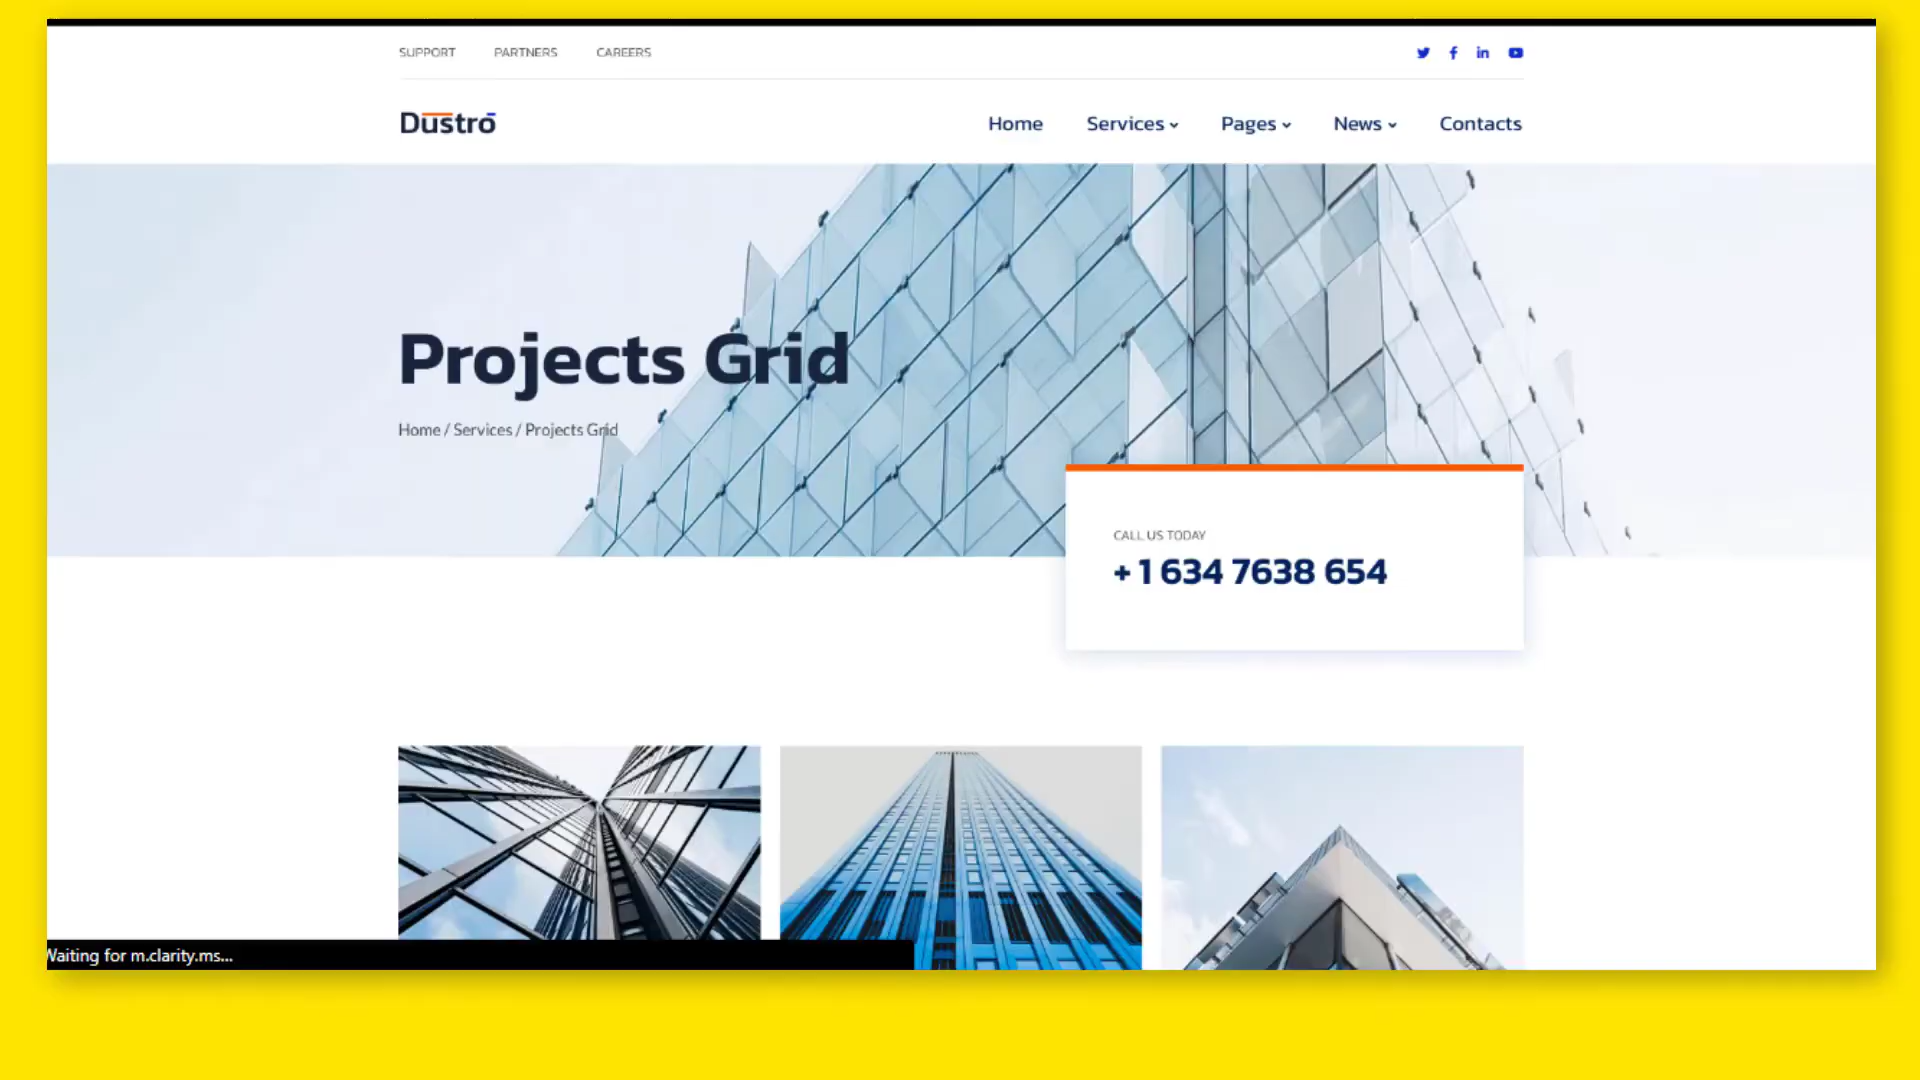 SUPPORT PARTNERS CAREERS
Dustro
Home Services Pages News Contacts
Projects Grid
Home / Services / Projects Grid
CALL US TODAY
+ 1 634 7638 654
Waiting for m.clarity.ms...